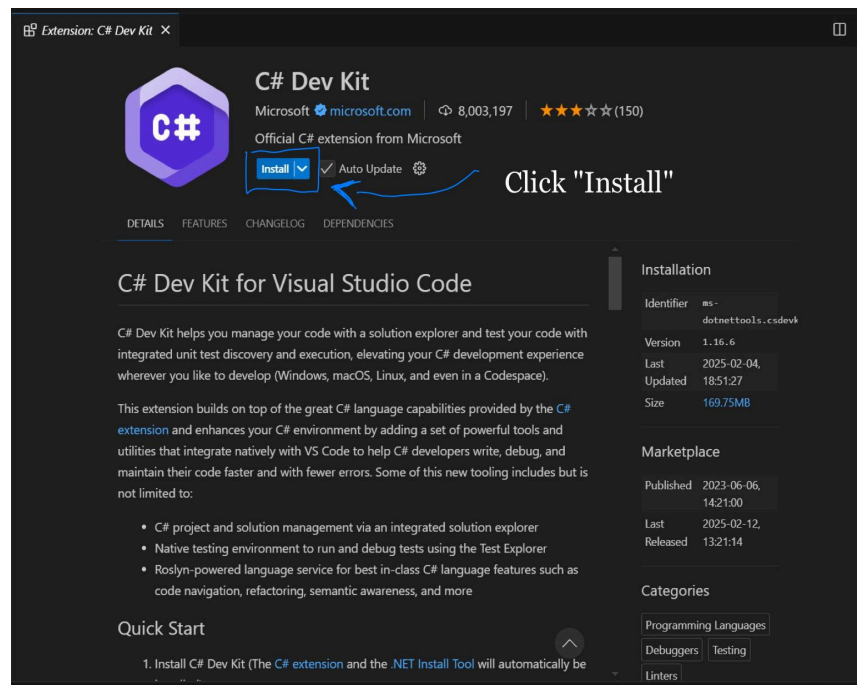 Extension: C# Dev Kit
C# Dev Kit
Microsoft microsoft.com 8,003,197 (150)
Official C# extension from Microsoft
Install Auto Update
Click "Install"
DETAILS FEATURES CHANGELOG DEPENDENCIES
C# Dev Kit for Visual Studio Code
C# Dev Kit helps you manage your code with a solution explorer and test your code with
integrated unit test discovery and execution, elevating your C# development experience
wherever you like to develop (Windows, macOS, Linux, and even in a Codespace).
This extension builds on top of the great C# language capabilities provided by the C#
extension and enhances your C# environment by adding a set of powerful tools and
utilities that integrate natively with VS Code to help C# developers write, debug, and
maintain their code faster and with fewer errors. Some of this new tooling includes but is
not limited to:
• C# project and solution management via an integrated solution explorer
• Native testing environment to run and debug tests using the Test Explorer
• Roslyn-powered language service for best in-class C# language features such as
code navigation, refactoring, semantic awareness, and more
Quick Start
1. Install C# Dev Kit (The C# extension and the .NET Install Tool will automatically be
Installation
Identifier ms-
dotnettools.csdevk
Version 1.16.6
Last 2025-02-04,
Updated 18:51:27
Size 169.75MB
Marketplace
Published 2023-06-06,
14:21:00
Last 2025-02-12,
Released 13:21:14
Categories
Programming Languages
Debuggers Testing
Linters